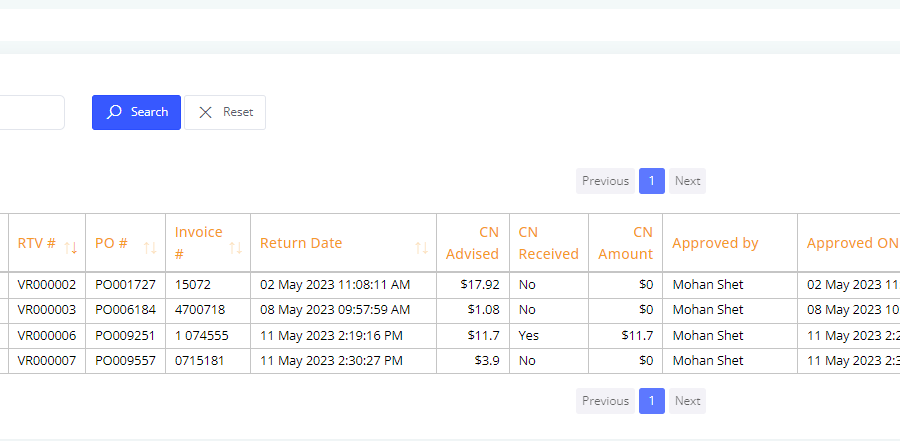 Search Reset
Previous 1 Next
RTV # PO # Invoice # Return Date CN Advised CN Received CN Amount Approved by Approved ON
VR000002 PO001727 15072 02 May 2023 11:08:11 AM $17.92 No $0 Mohan Shet 02 May 2023 11
VR000003 PO006184 4700718 08 May 2023 09:57:59 AM $1.08 No $0 Mohan Shet 08 May 2023 10
VR000006 PO009251 1 074555 11 May 2023 2:19:16 PM $11.7 Yes $11.7 Mohan Shet 11 May 2023 2:2
VR000007 PO009557 0715181 11 May 2023 2:30:27 PM $3.9 No $0 Mohan Shet 11 May 2023 2:3
Previous 1 Next